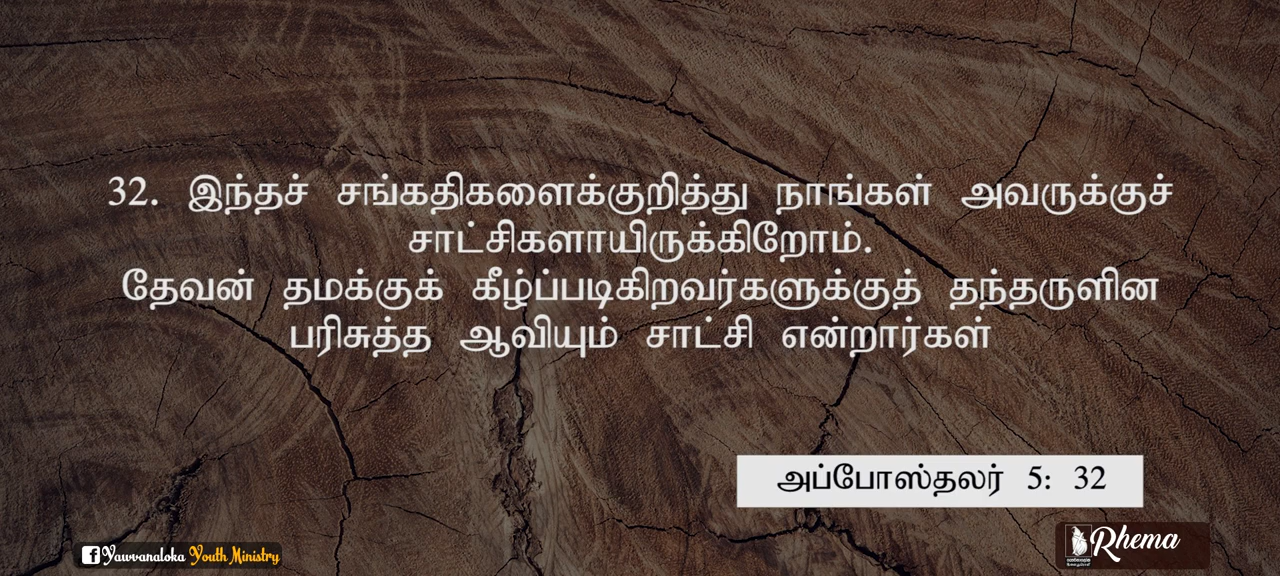 32. இந்தச் சங்கதிகளைக்குறித்து நாங்கள் அவருக்குச்
சாட்சிகளாயிருக்கிறோம்.
தேவன் தமக்குக் கீழ்ப்படிகிறவர்களுக்குத் தந்தருளின
பரிசுத்த ஆவியும் சாட்சி என்றார்கள்
அப்போஸ்தலர் 5: 32
Yawvanaloka Youth Ministry
Rhema